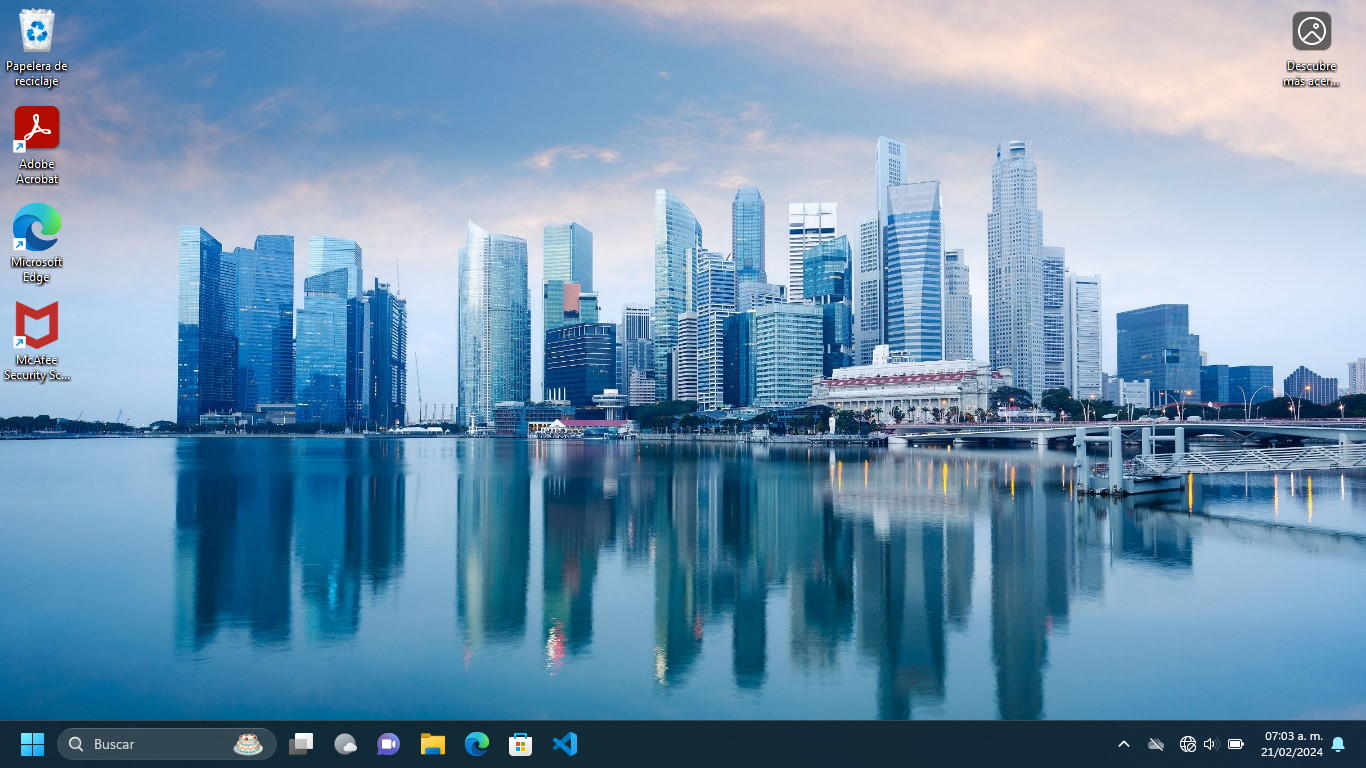 Papelera de
reciclaje
Descubre
más acer...
Adobe
Acrobat
Microsoft
Edge
McAfee
Security Sc...
Buscar
07:03 a. m.
21/02/2024